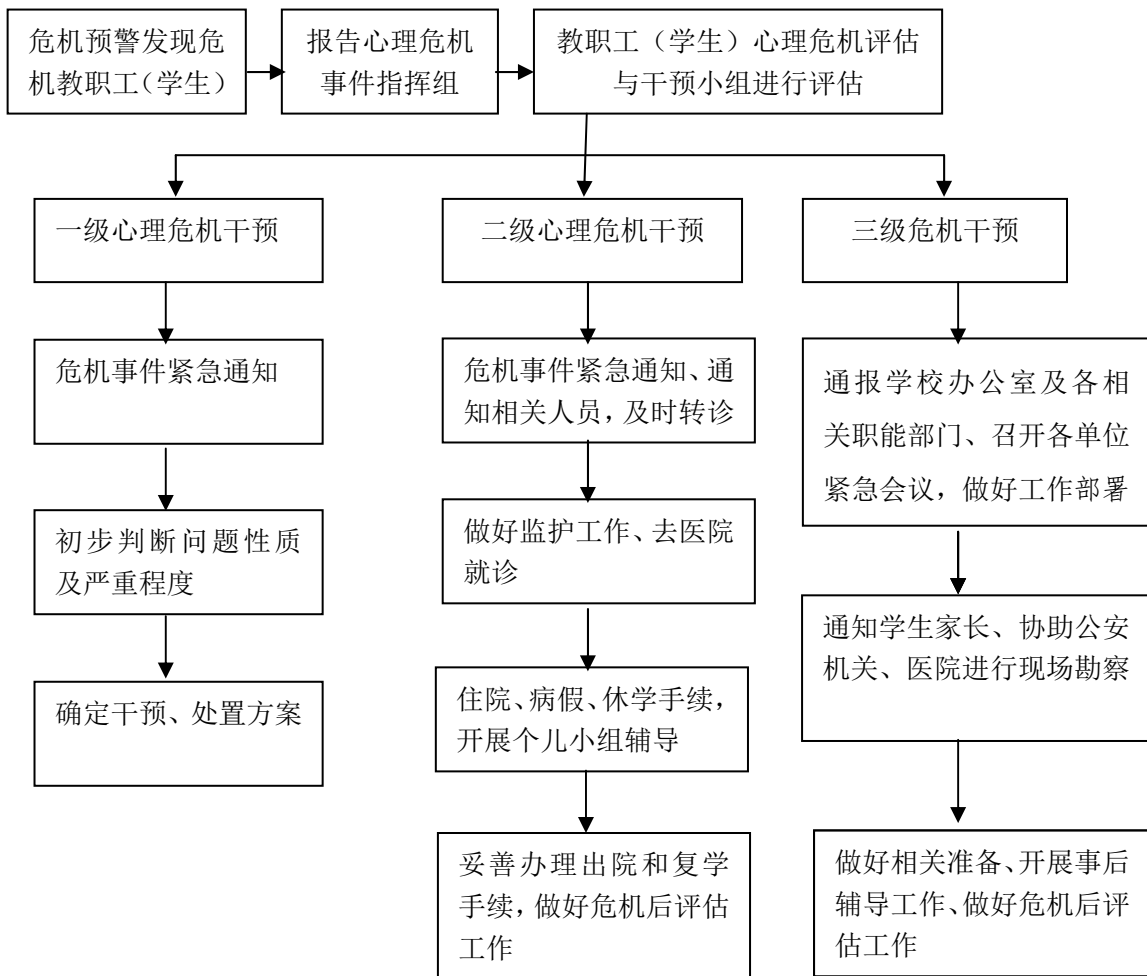 危机预警发现危
机教职工（学生）
报告心理危机
事件指挥组
教职工（学生）心理危机评估
与干预小组进行评估
一级心理危机干预
二级心理危机干预
三级危机干预
危机事件紧急通知
危机事件紧急通知、通
知相关人员，及时转诊
通报学校办公室及各相
关职能部门、召开各单位
紧急会议，做好工作部署
初步判断问题性质
及严重程度
做好监护工作、去医院
就诊
通知学生家长、协助公安
机关、医院进行现场勘察
确定干预、处置方案
住院、病假、休学手续，
开展个儿小组辅导
妥善办理出院和复学
手续，做好危机后评估
工作
做好相关准备、开展事后
辅导工作、做好危机后评
估工作